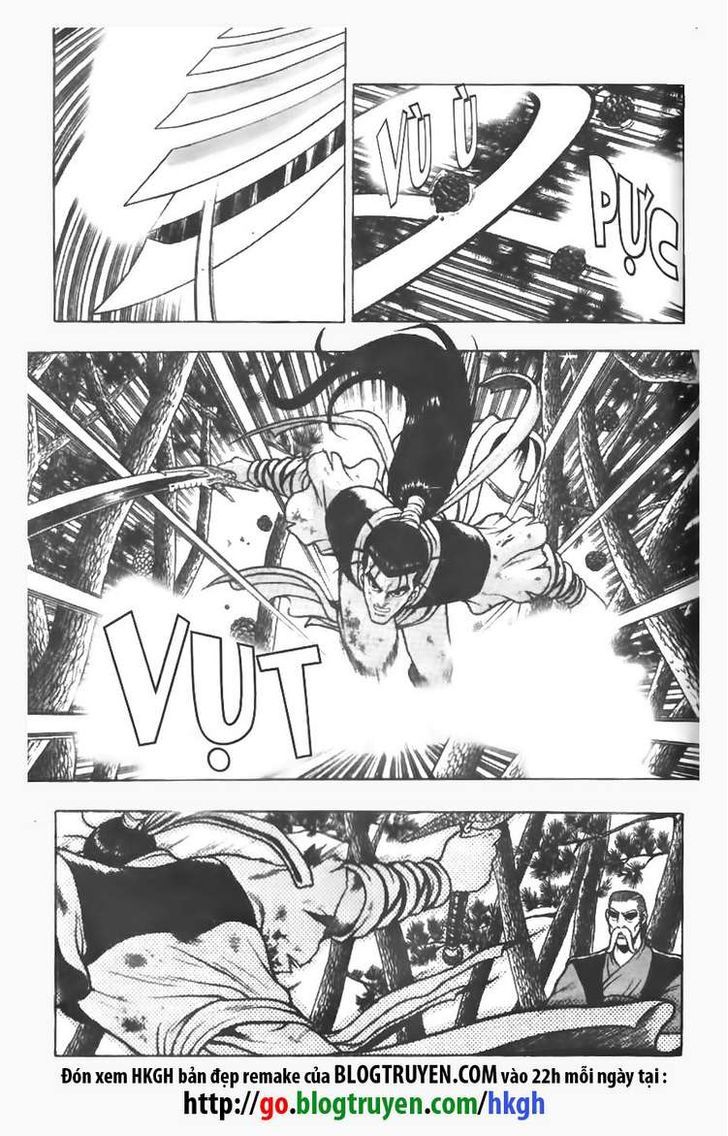 VÙ Ù
PỰC
VỤT
Đón xem HKGH bản đẹp remake của BLOGTRUYEN.COM vào 22h mỗi ngày tại :
http://go.blogtruyen.com/hkgh